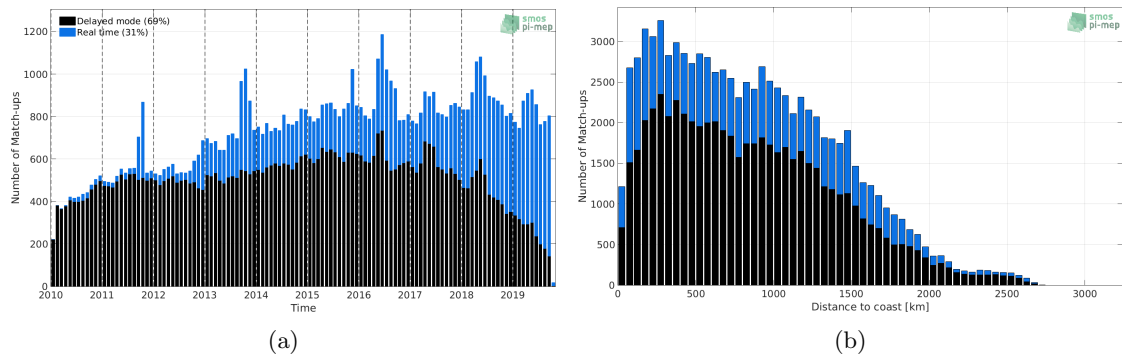 Delayed mode (69%)
Real time (31%)
smos
pi-mep
1200
1000
800
600
400
200
0
Number of Match-ups
2010 2011 2012 2013 2014 2015 2016 2017 2018 2019
Time
(a)
smos
pi-mep
3000
2500
2000
1500
1000
500
0
Number of Match-ups
0 500 1000 1500 2000 2500 3000
Distance to coast [km]
(b)